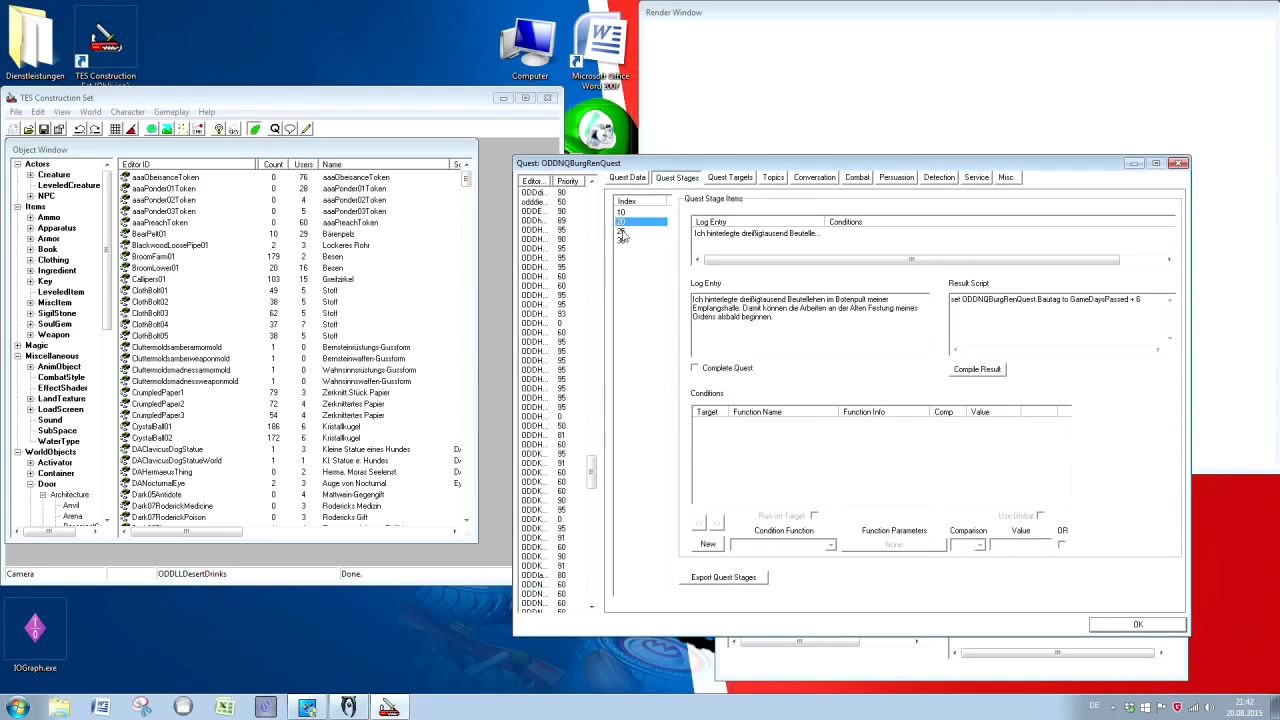 Render Window
Dienstleistungen
TES Construction
Set (Oblivion)
Computer
Microsoft Office
Word 2007
TES Construction Set
File Edit View World Character Gameplay Help
Object Window
Actors
Creature
LeveledCreature
NPC
Items
Ammo
Apparatus
Armor
Book
Clothing
Ingredient
Key
LeveledItem
MiscItem
SigilStone
SoulGem
Weapon
Magic
Miscellaneous
AnimObject
CombatStyle
EffectShader
LandTexture
LoadScreen
Sound
SubSpace
WaterType
WorldObjects
Activator
Container
Door
Architecture
Anvil
Arena
Editor ID Count Users Name
aaaObeisanceToken 0 76 aaaObeisanceToken
aaaPonder01Token 0 28 aaaPonder01Token
aaaPonder02Token 0 43 aaaPonder02Token
aaaPonder03Token 0 42 aaaPonder03Token
aaaPreachToken 0 58 aaaPreachToken
BearPelt01 10 29 Bärenpelz
BlackwoodLoosePipe01 2 3 Lockeres Rohr
BroomFarm01 179 2 Besen
BroomLower01 20 16 Besen
Callipers01 103 15 Greifzirkel
ClothBolt01 49 5 Stoff
ClothBolt02 38 5 Stoff
ClothBolt03 62 5 Stoff
ClothBolt04 37 7 Stoff
ClothBolt05 38 5 Stoff
Cluttermoldsamberarmormold 1 0 Bernsteinrüstungs-Gussform
Cluttermoldsamberweaponmold 1 0 Bernsteinwaffen-Gussform
Cluttermoldsmadnessarmormold 1 0 Wahnsinnsrüstungs-Gussform
Cluttermoldsmadnessweaponmold 1 0 Wahnsinnswaffen-Gussform
CrumpledPaper1 79 3 Zerknitt.Stück Papier
CrumpledPaper2 72 4 Zerknittertes Papier
CrumpledPaper3 54 4 Zerknittertes Papier
CrystalBall01 186 6 Kristallkugel
CrystalBall02 172 6 Kristallkugel
DAClavicusDogStatue 1 7 Kleine Statue eines Hundes
DAClavicusDogStatueWorld 1 1 Kl. Statue e. Hundes
DAHermaeusThing 0 2 Herma. Moras Seelenst.
DANocturnalEye 0 2 Auge von Nocturnal
Dark05Antidote 0 3 Mattwein-Gegengift
Dark07RoderickMedicine 0 1 Rodericks Medizin
Dark07RoderickPoison 0 1 Rodericks Gift
Camera ODDLLDesertDrinks Done.
Quest: ODDNQBurgRenQuest
Quest Data Quest Stages Quest Targets Topics Conversation Combat Persuasion Detection Service Misc
Editor... Priority
Index
10
20
Quest Stage Items
Log Entry Conditions
Ich hinterlegte dreißigtausend Beutelle...
Log Entry
Ich hinterlegte dreißigtausend Beutellehen im Botenpult meiner
Empfangshalle. Damit können die Arbeiten an der Alten Festung meines
Ordens alsbald beginnen.
Result Script
set ODDNQBurgRenQuest.Bautag to GameDaysPassed + 6
Complete Quest
Compile Result
Conditions
Target Function Name Function Info Comp Value
Run on Target
Use Global
Condition Function Function Parameters Comparison Value OR
New
None
Export Quest Stages
OK
IOGraph.exe
DE
21:42
20.08.2015